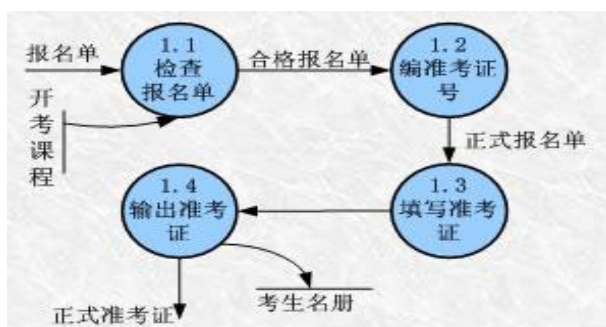 报名单
1.1
检查
报名单
合格报名单
1.2
编准考证
号
开
考
课
程
正式报名单
1.4
输出准考
证
1.3
填写准考
证
正式准考证
考生名册